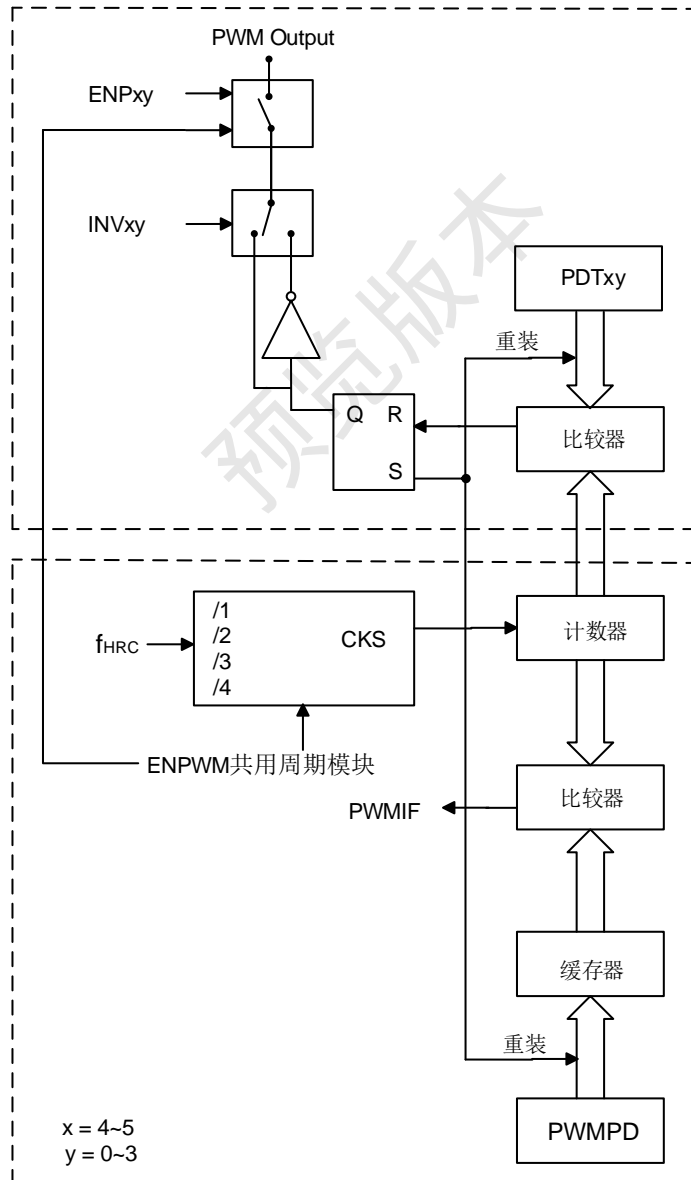 PWM Output
ENPxy
INVxy
预览版本
PDTxy
重装
Q R
S
比较器
/1
/2
/3
/4
CKS
fHRC
计数器
ENPWM共用周期模块
PWMIF
比较器
缓存器
重装
PWMPD
x = 4~5
y = 0~3